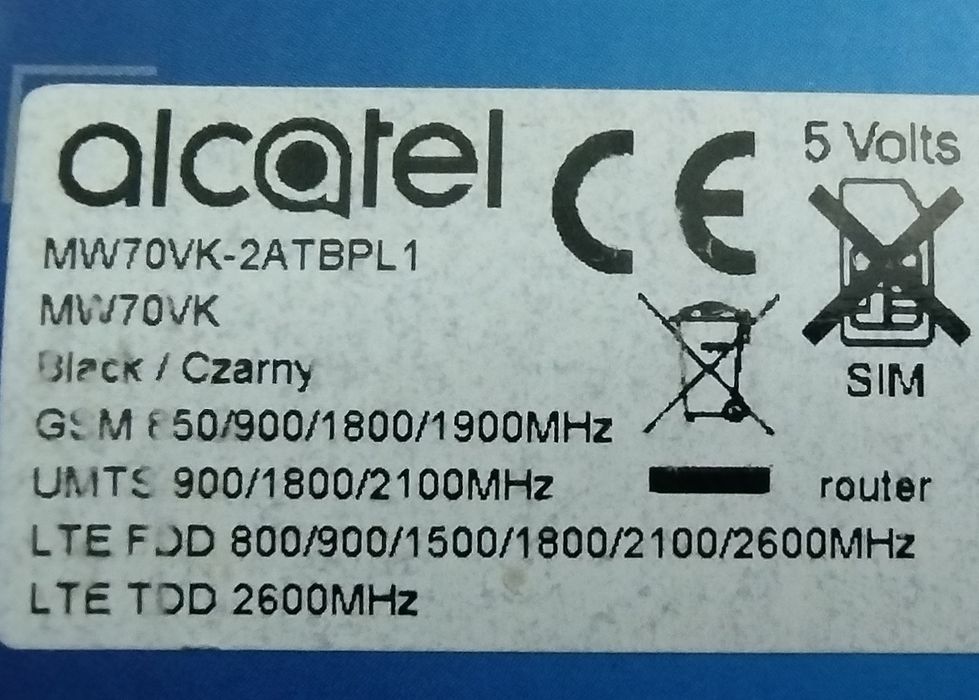 alcatel
CE
5 Volts
MW70VK-2ATBPL1
MW70VK
Black / Czarny
SIM
GSM 850/900/1800/1900MHz
UMTS 900/1800/2100MHz
router
LTE FDD 800/900/1500/1800/2100/2600MHz
LTE TDD 2600MHz